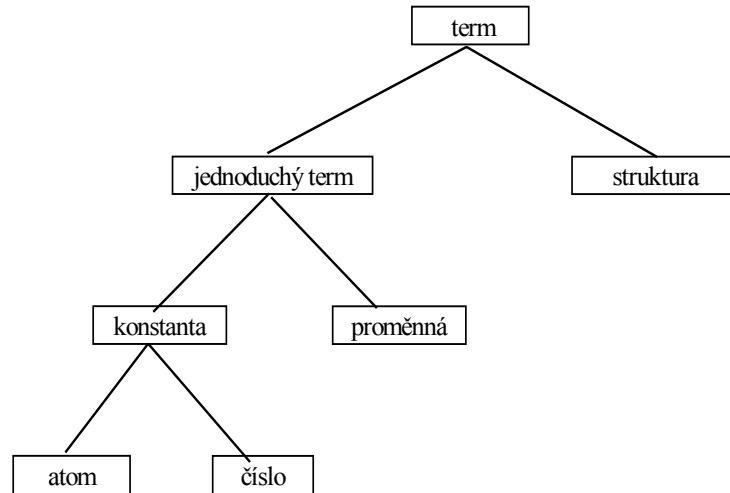 term
jednoduchý term
struktura
konstanta
proměnná
atom
číslo